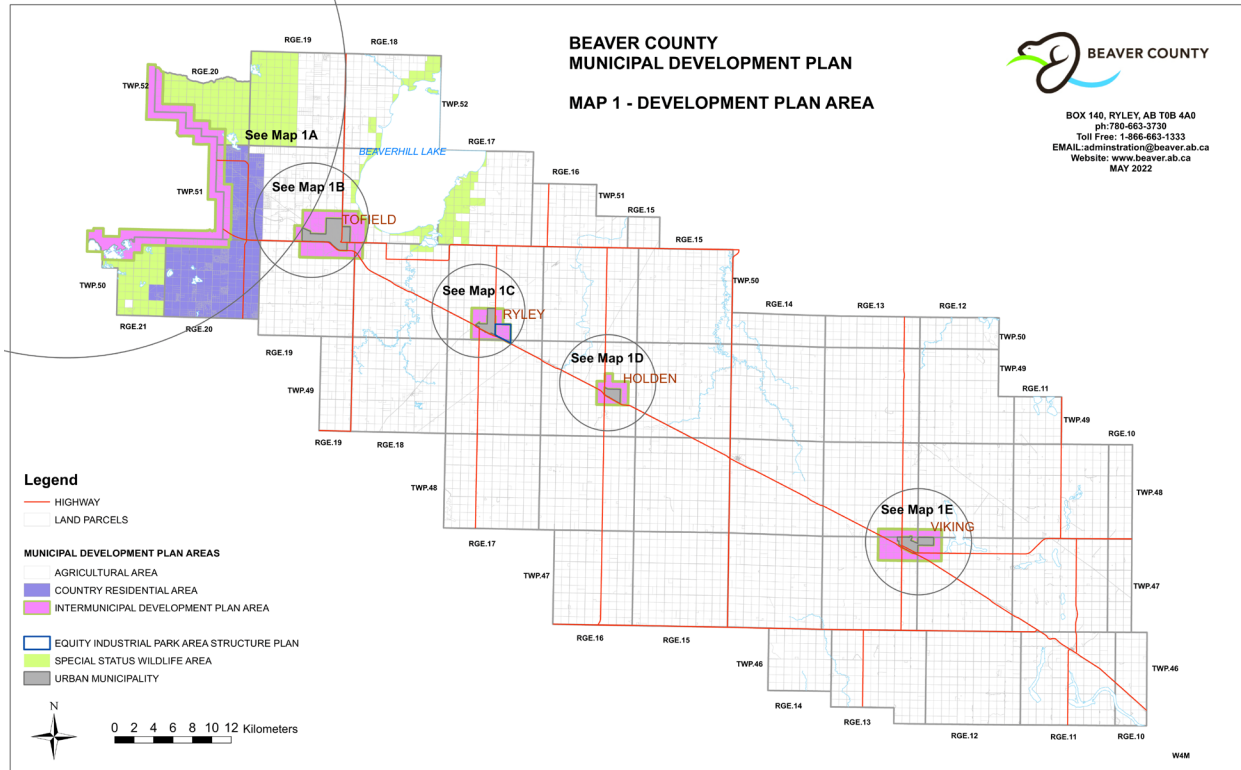 BEAVER COUNTY
MUNICIPAL DEVELOPMENT PLAN
MAP 1 - DEVELOPMENT PLAN AREA
BEAVER COUNTY
BOX 140, RYLEY, AB T0B 4A0
ph:780-663-3730
Toll Free: 1-866-663-1333
EMAIL:adminstration@beaver.ab.ca
Website: www.beaver.ab.ca
MAY 2022
RGE.19
RGE.18
RGE.20
TWP.52
TWP.52
See Map 1A
RGE.17
BEAVERHILL LAKE
RGE.16
See Map 1B
TWP.51
TWP.51
RGE.15
TOFIELD
RGE.15
TWP.50
TWP.50
See Map 1C
RGE.14
RGE.13
RGE.12
RYLEY
RGE.21
RGE.20
TWP.50
RGE.19
See Map 1D
TWP.49
HOLDEN
TWP.49
RGE.11
TWP.49
RGE.19
RGE.18
RGE.10
TWP.48
TWP.48
See Map 1E
VIKING
RGE.17
TWP.47
TWP.47
RGE.16
RGE.15
TWP.46
TWP.46
RGE.14
RGE.13
RGE.12
RGE.11
RGE.10
Legend
HIGHWAY
LAND PARCELS
MUNICIPAL DEVELOPMENT PLAN AREAS
AGRICULTURAL AREA
COUNTRY RESIDENTIAL AREA
INTERMUNICIPAL DEVELOPMENT PLAN AREA
EQUITY INDUSTRIAL PARK AREA STRUCTURE PLAN
SPECIAL STATUS WILDLIFE AREA
URBAN MUNICIPALITY
N
0 2 4 6 8 10 12 Kilometers
W4M